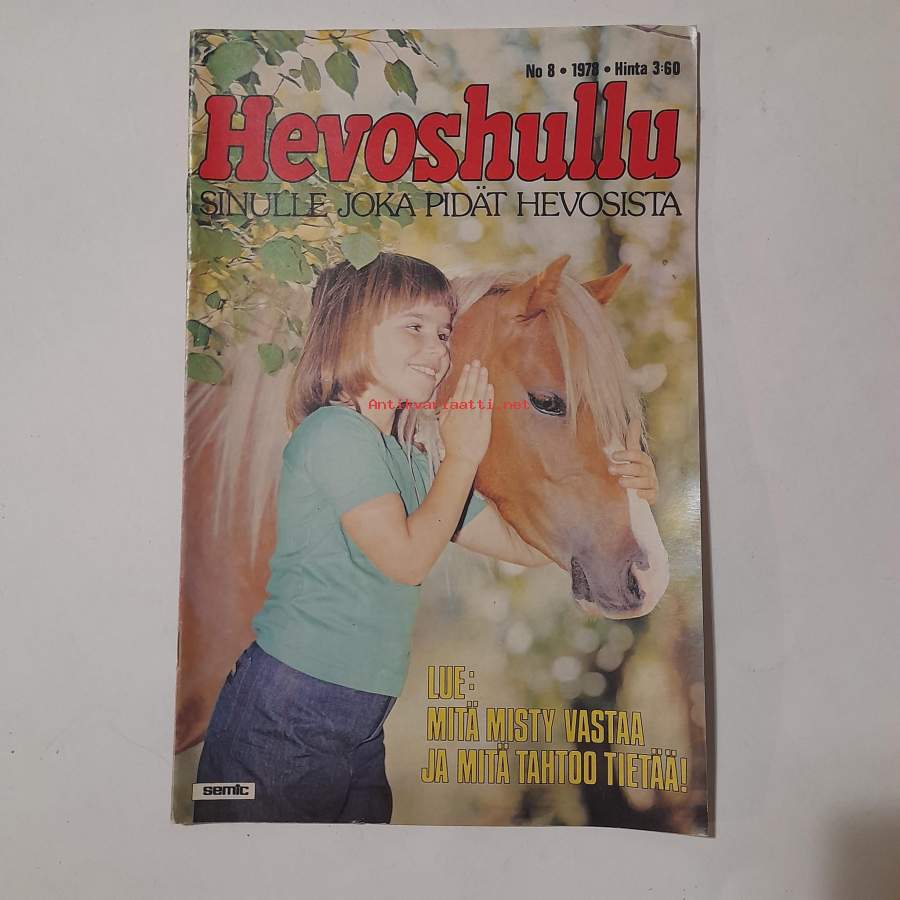 No 8 • 1978 • Hinta 3:60
Hevoshullu
SINULLE JOKA PIDÄT HEVOSISTA
Antikvariaatti.net
LUE:
MITÄ MISTY VASTAA
JA MITÄ TAHTOO TIETÄÄ!
semic